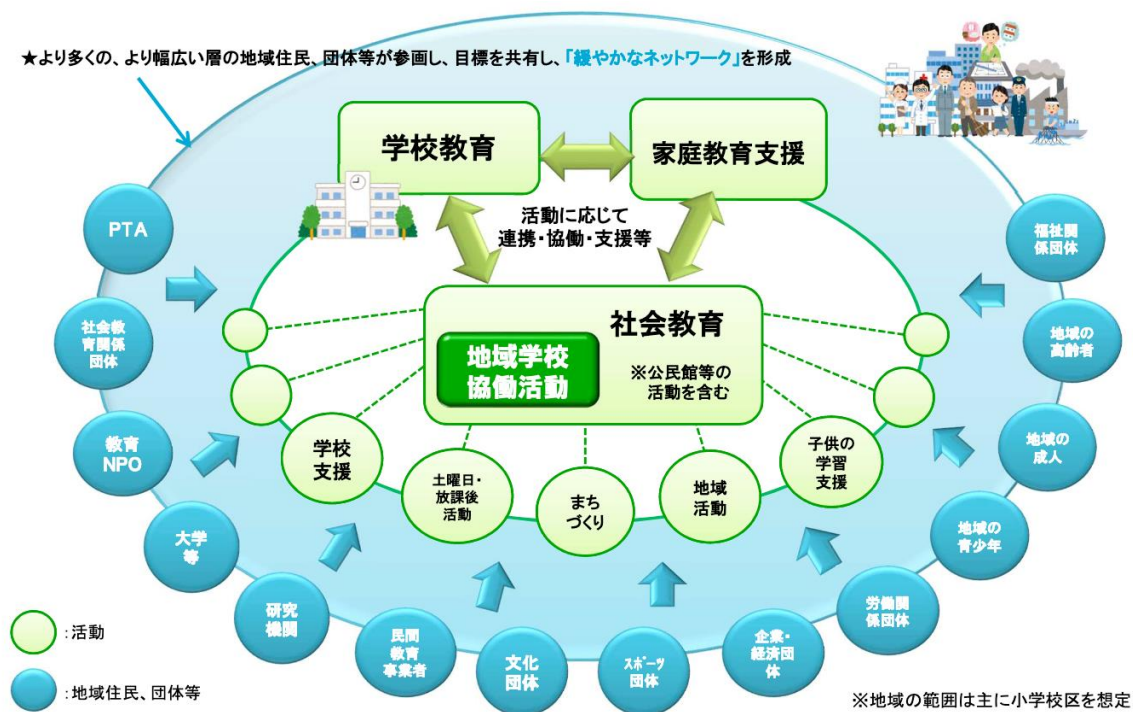 ★より多くの、より幅広い層の地域住民、団体等が参画し、目標を共有し、「緩やかなネットワーク」を形成
学校教育
家庭教育支援
活動に応じて
連携・協働・支援等
社会教育
地域学校
協働活動
※公民館等の
活動を含む
学校
支援
土曜日・
放課後
活動
まち
づくり
地域
活動
子供の
学習
支援
PTA
社会教
育関係
団体
教育
NPO
大学
等
研究
機関
民間
教育
事業者
文化
団体
スポーツ
団体
企業・
経済団
体
労働関
係団体
地域の
青少年
地域の
成人
地域の
高齢者
福祉関
係団体
:活動
:地域住民、団体等
※地域の範囲は主に小学校区を想定